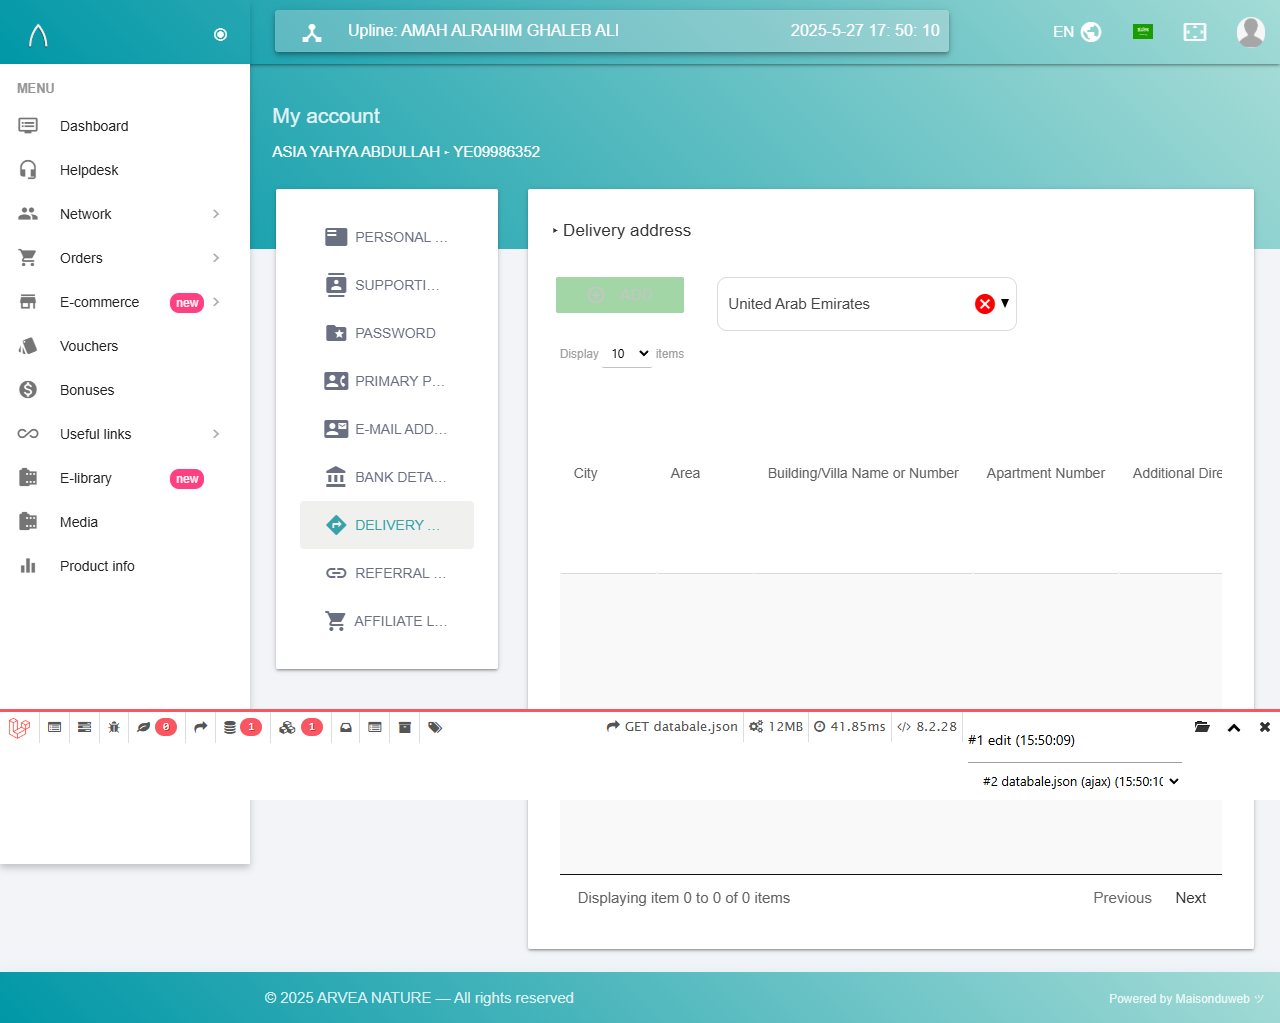 Upline: AMAH ALRAHIM GHALEB ALI
2025-5-27 17: 50: 10
EN
MENU
Dashboard
Helpdesk
Network
Orders
E-commerce new
Vouchers
Bonuses
Useful links
E-library new
Media
Product info
My account
ASIA YAHYA ABDULLAH ‣ YE09986352
PERSONAL ...
SUPPORTI...
PASSWORD
PRIMARY P...
E-MAIL ADD...
BANK DETA...
DELIVERY ...
REFERRAL ...
AFFILIATE L...
‣ Delivery address
ADD
United Arab Emirates
Display 10 items
City Area Building/Villa Name or Number Apartment Number Additional Dire
0 1 1 GET databale.json 12MB 41.85ms 8.2.28
#1 edit (15:50:09)
#2 databale.json (ajax) (15:50:10
Displaying item 0 to 0 of 0 items
Previous Next
© 2025 ARVEA NATURE — All rights reserved
Powered by Maisonduweb ツ